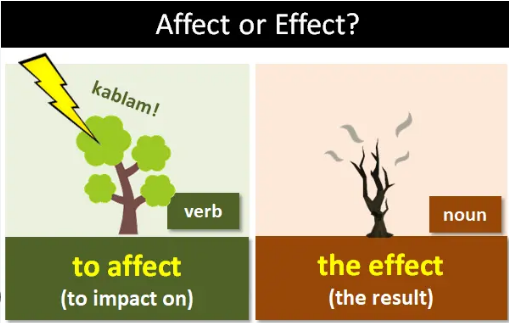 Affect or Effect?
kablam!
verb
to affect
(to impact on)
noun
the effect
(the result)